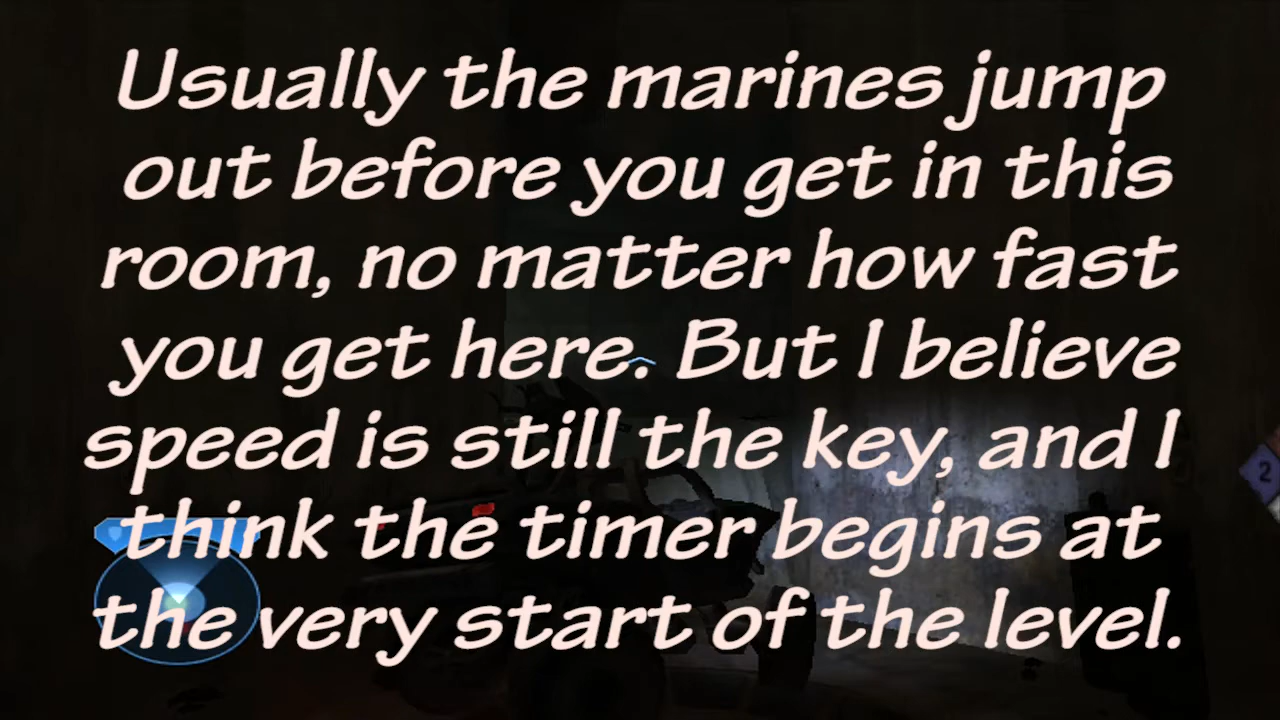 Usually the marines jump
out before you get in this
room, no matter how fast
you get here. But I believe
speed is still the key, and I
think the timer begins at
the very start of the level.
2